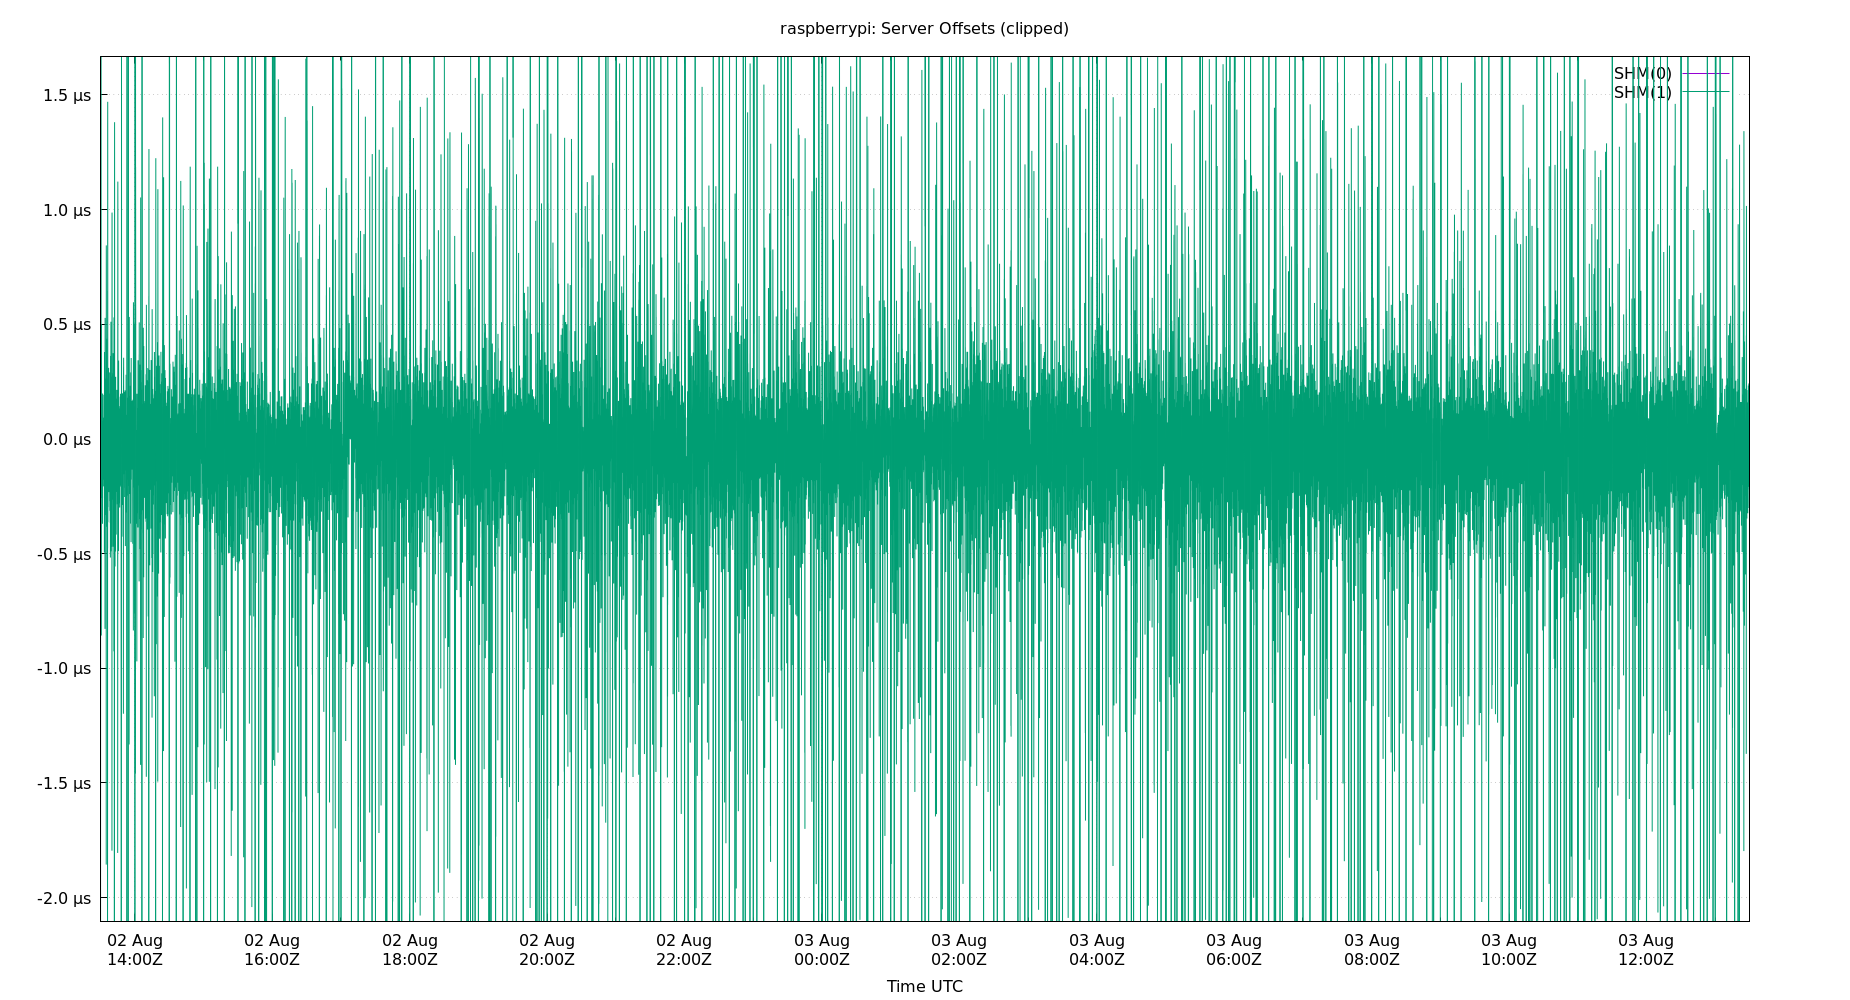 raspberrypi: Server Offsets (clipped)
SHM(0)
SHM(1)
1.5 µs
1.0 µs
0.5 µs
0.0 µs
-0.5 µs
-1.0 µs
-1.5 µs
-2.0 µs
02 Aug 02 Aug 02 Aug 02 Aug 02 Aug 03 Aug 03 Aug 03 Aug 03 Aug 03 Aug 03 Aug 03 Aug
14:00Z 16:00Z 18:00Z 20:00Z 22:00Z 00:00Z 02:00Z 04:00Z 06:00Z 08:00Z 10:00Z 12:00Z
Time UTC